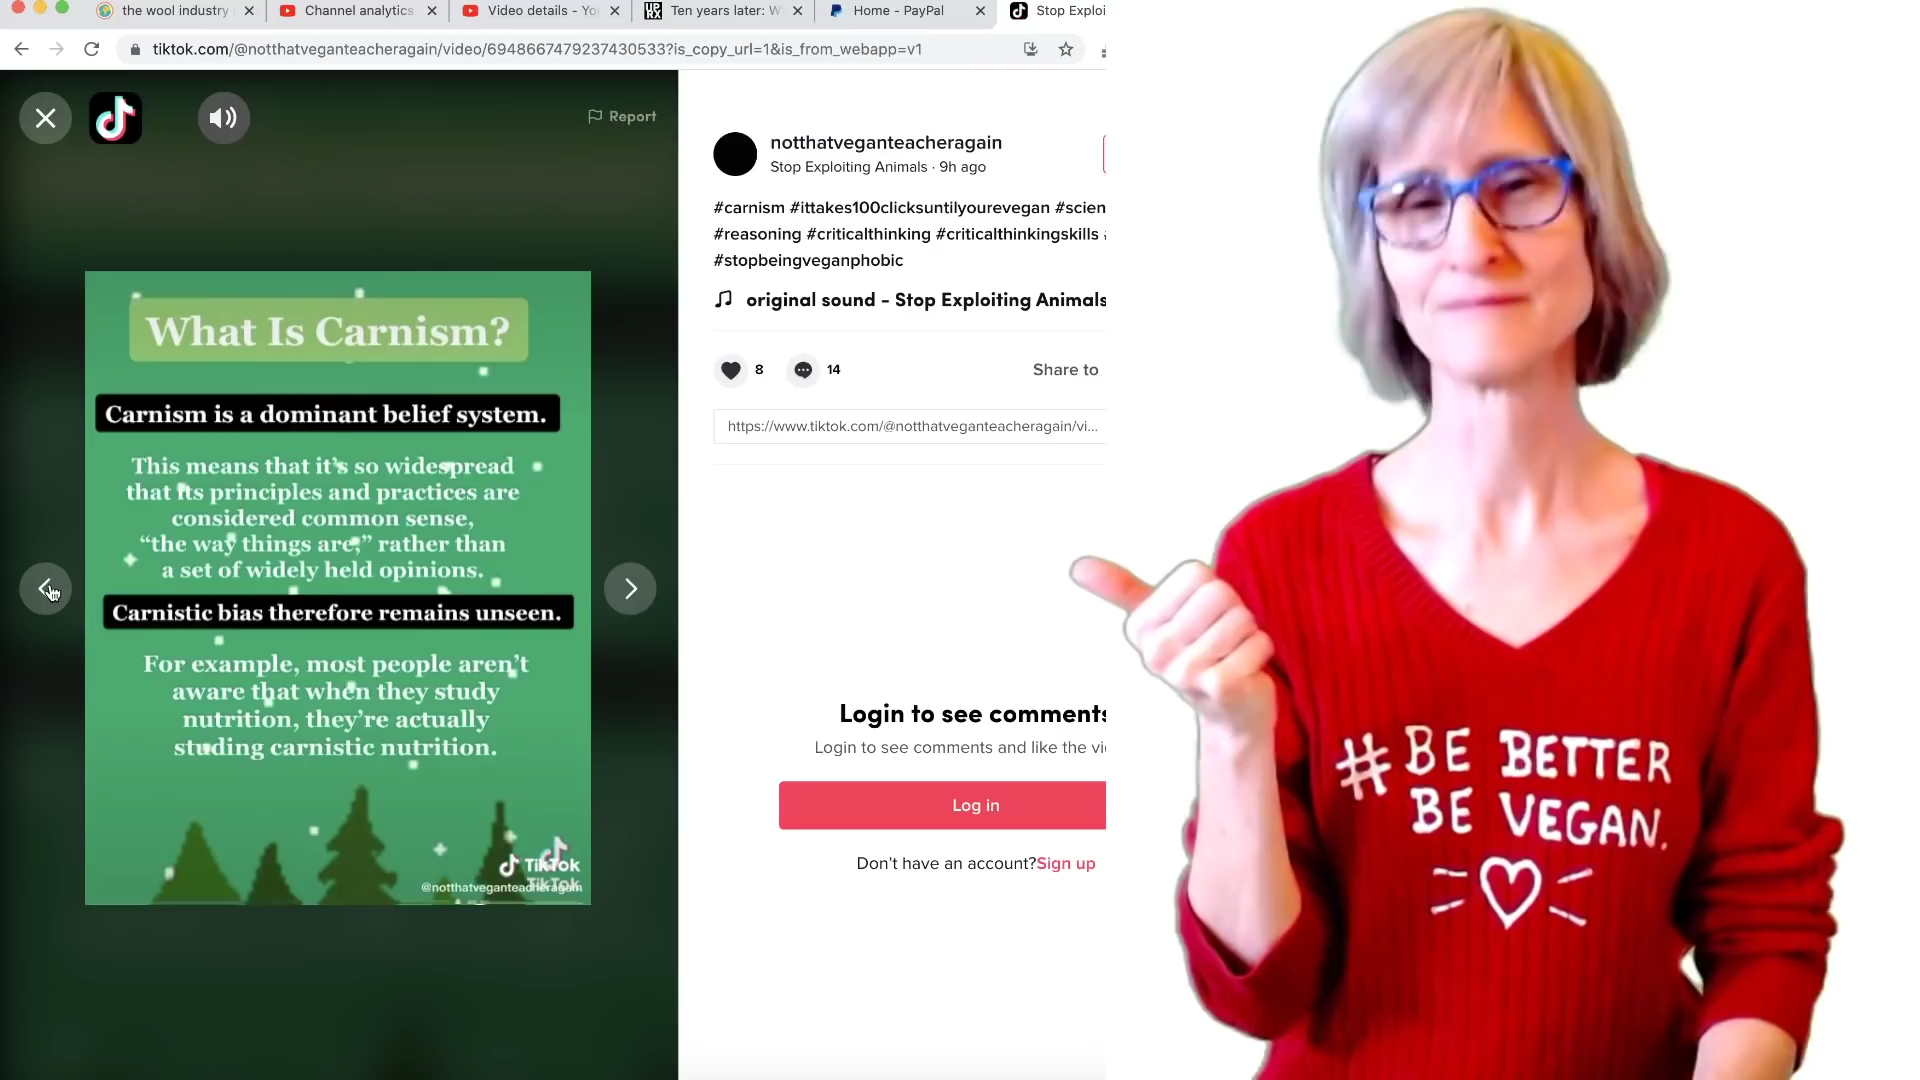 the wool industry
Channel analytics
Video details - Yo
UP
RX
Ten years later: W
Home - PayPal
Stop Exploi
tiktok.com/@notthatveganteacheragain/video/6948667479237430533?is_copy_url=1&is_from_webapp=v1
Report
What Is Carnism?
Carnism is a dominant belief system.
This means that it's so widespread
that its principles and practices are
considered common sense,
“the way things are,” rather than
a set of widely held opinions.
Carnistic bias therefore remains unseen.
For example, most people aren't
aware that when they study
nutrition, they're actually
studing carnistic nutrition.
TikTok
TikTok
@notthatveganteacheragain
notthatveganteacheragain
Stop Exploiting Animals · 9h ago
#carnism #ittakes100clicksuntilyourevegan #scien
#reasoning #criticalthinking #criticalthinkingskills #
#stopbeingveganphobic
original sound - Stop Exploiting Animals
8
14
Share to
https://www.tiktok.com/@notthatveganteacheragain/vi...
Login to see comments
Login to see comments and like the vi
Log in
Don't have an account?Sign up
#BE BETTER
BE VEGAN.